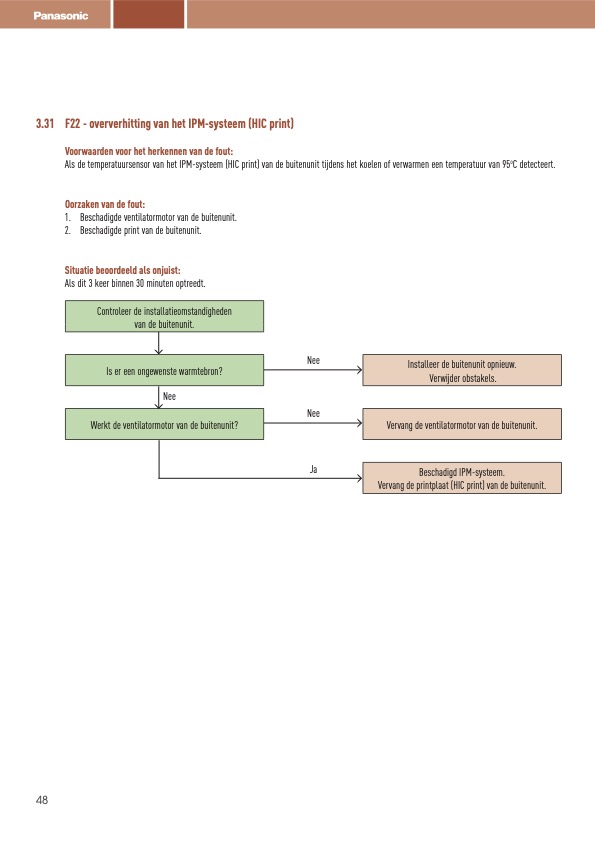 Panasonic
3.31 F22 - oververhitting van het IPM-systeem (HIC print)
Voorwaarden voor het herkennen van de fout:
Als de temperatuursensor van het IPM-systeem (HIC print) van de buitenunit tijdens het koelen of verwarmen een temperatuur van 95°C detecteert.
Oorzaken van de fout:
1. Beschadigde ventilatormotor van de buitenunit.
2. Beschadigde print van de buitenunit.
Situatie beoordeeld als onjuist:
Als dit 3 keer binnen 30 minuten optreedt.
Controleer de installatieomstandigheden
van de buitenunit.
Is er een ongewenste warmtebron?
Nee
Installeer de buitenunit opnieuw.
Verwijder obstakels.
Nee
Werkt de ventilatormotor van de buitenunit?
Nee
Vervang de ventilatormotor van de buitenunit.
Ja
Beschadigd IPM-systeem.
Vervang de printplaat (HIC print) van de buitenunit.
48